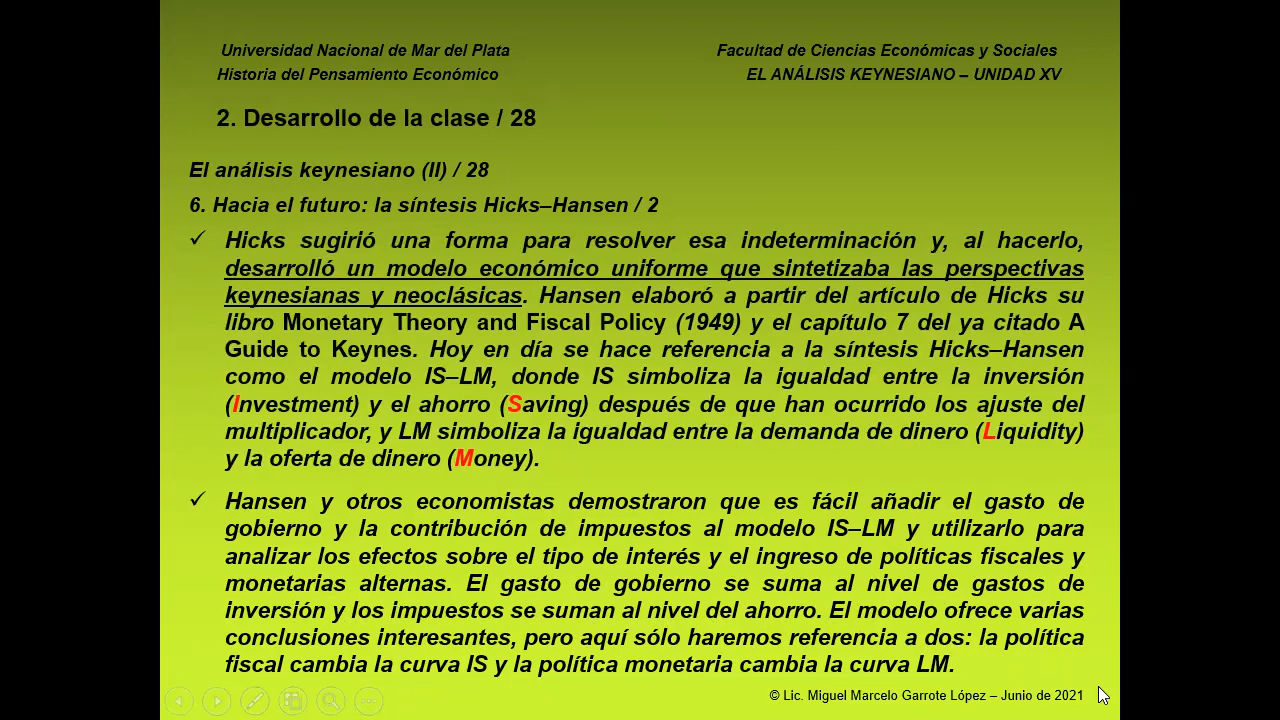 Universidad Nacional de Mar del Plata
Facultad de Ciencias Económicas y Sociales
Historia del Pensamiento Económico
EL ANÁLISIS KEYNESIANO – UNIDAD XV
2. Desarrollo de la clase / 28
El análisis keynesiano (II) / 28
6. Hacia el futuro: la síntesis Hicks–Hansen / 2
✓ Hicks sugirió una forma para resolver esa indeterminación y, al hacerlo,
desarrolló un modelo económico uniforme que sintetizaba las perspectivas
keynesianas y neoclásicas. Hansen elaboró a partir del artículo de Hicks su
libro Monetary Theory and Fiscal Policy (1949) y el capítulo 7 del ya citado A
Guide to Keynes. Hoy en día se hace referencia a la síntesis Hicks–Hansen
como el modelo IS–LM, donde IS simboliza la igualdad entre la inversión
(Investment) y el ahorro (Saving) después de que han ocurrido los ajuste del
multiplicador, y LM simboliza la igualdad entre la demanda de dinero (Liquidity)
y la oferta de dinero (Money).
✓ Hansen y otros economistas demostraron que es fácil añadir el gasto de
gobierno y la contribución de impuestos al modelo IS–LM y utilizarlo para
analizar los efectos sobre el tipo de interés y el ingreso de políticas fiscales y
monetarias alternas. El gasto de gobierno se suma al nivel de gastos de
inversión y los impuestos se suman al nivel del ahorro. El modelo ofrece varias
conclusiones interesantes, pero aquí sólo haremos referencia a dos: la política
fiscal cambia la curva IS y la política monetaria cambia la curva LM.
© Lic. Miguel Marcelo Garrote López – Junio de 2021